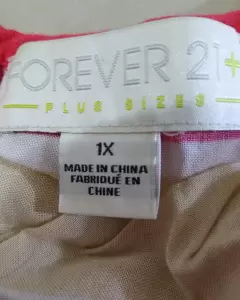 FOREVER 21+
PLUS SIZES
1X
MADE IN CHINA
FABRIQUÉ EN
CHINE